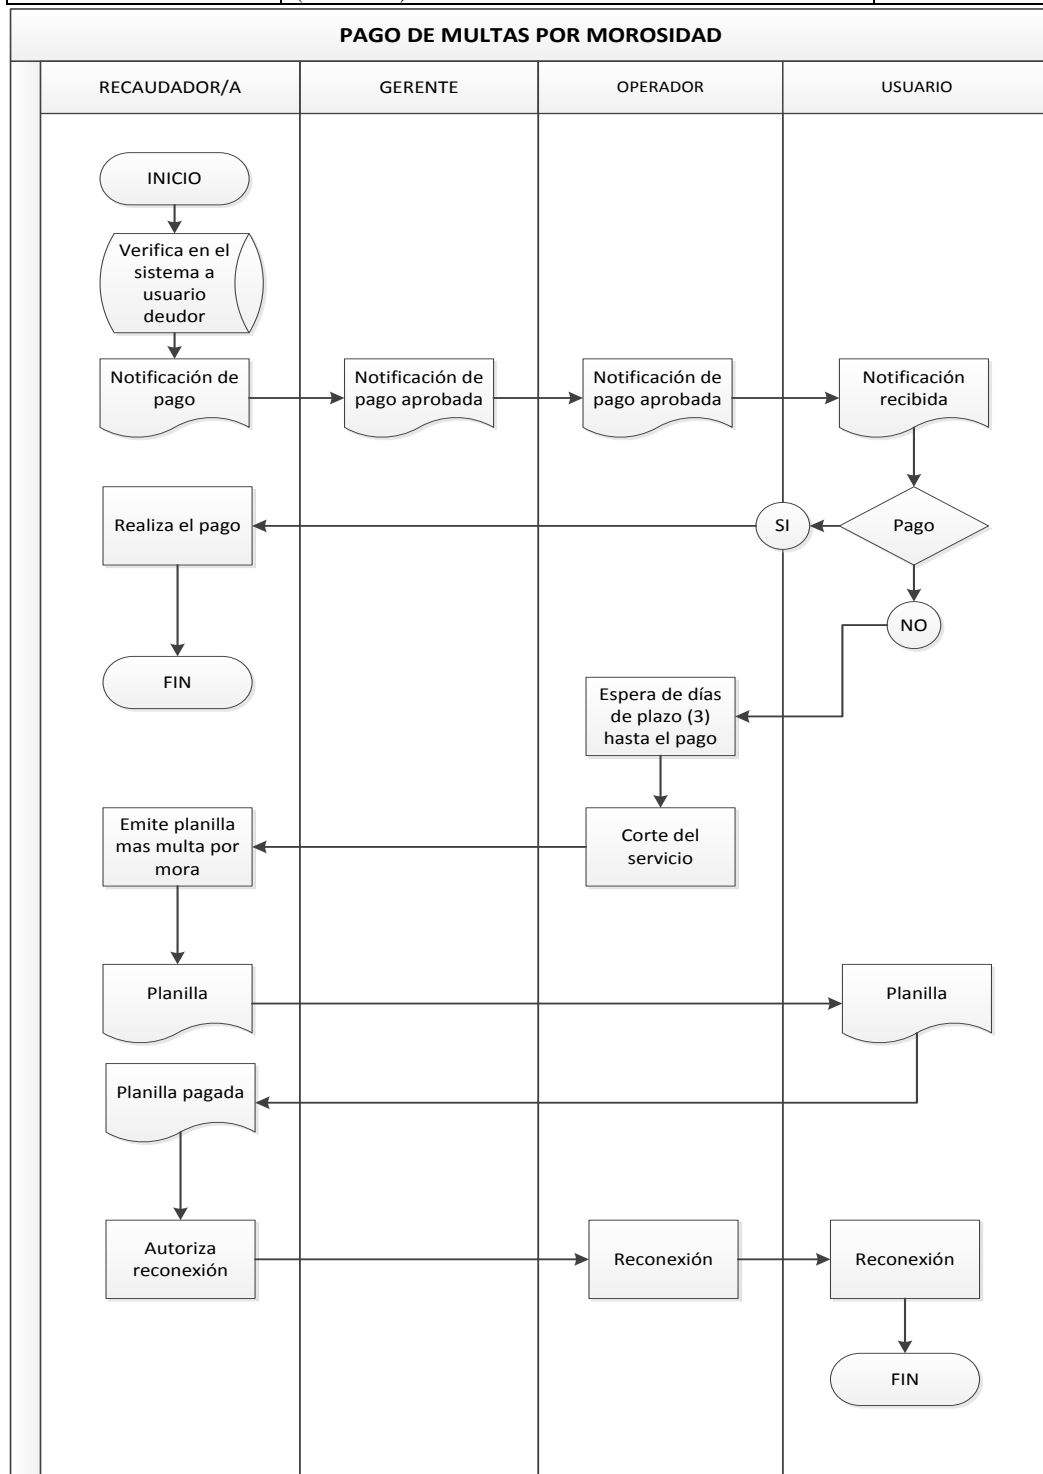 PAGO DE MULTAS POR MOROSIDAD
RECAUDADOR/A
GERENTE
OPERADOR
USUARIO
INICIO
Verifica en el
sistema a
usuario
deudor
Notificación de
pago
Notificación de
pago aprobada
Notificación de
pago aprobada
Notificación
recibida
Realiza el pago
SI
Pago
NO
FIN
Espera de días
de plazo (3)
hasta el pago
Emite planilla
mas multa por
mora
Corte del
servicio
Planilla
Planilla
Planilla pagada
Autoriza
reconexión
Reconexión
Reconexión
FIN